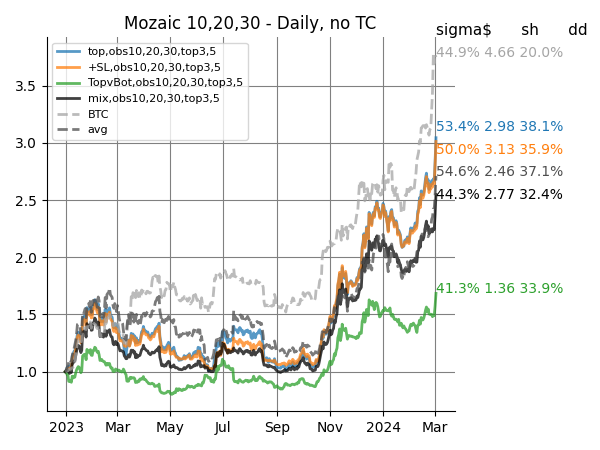 Mozaic 10,20,30 - Daily, no TC
sigma$ sh dd
top,obs10,20,30,top3,5
+SL,obs10,20,30,top3,5
TopvBot,obs10,20,30,top3,5
mix,obs10,20,30,top3,5
BTC
avg
44.9% 4.66 20.0%
53.4% 2.98 38.1%
50.0% 3.13 35.9%
54.6% 2.46 37.1%
44.3% 2.77 32.4%
41.3% 1.36 33.9%
3.5
3.0
2.5
2.0
1.5
1.0
2023 Mar May Jul Sep Nov 2024 Mar